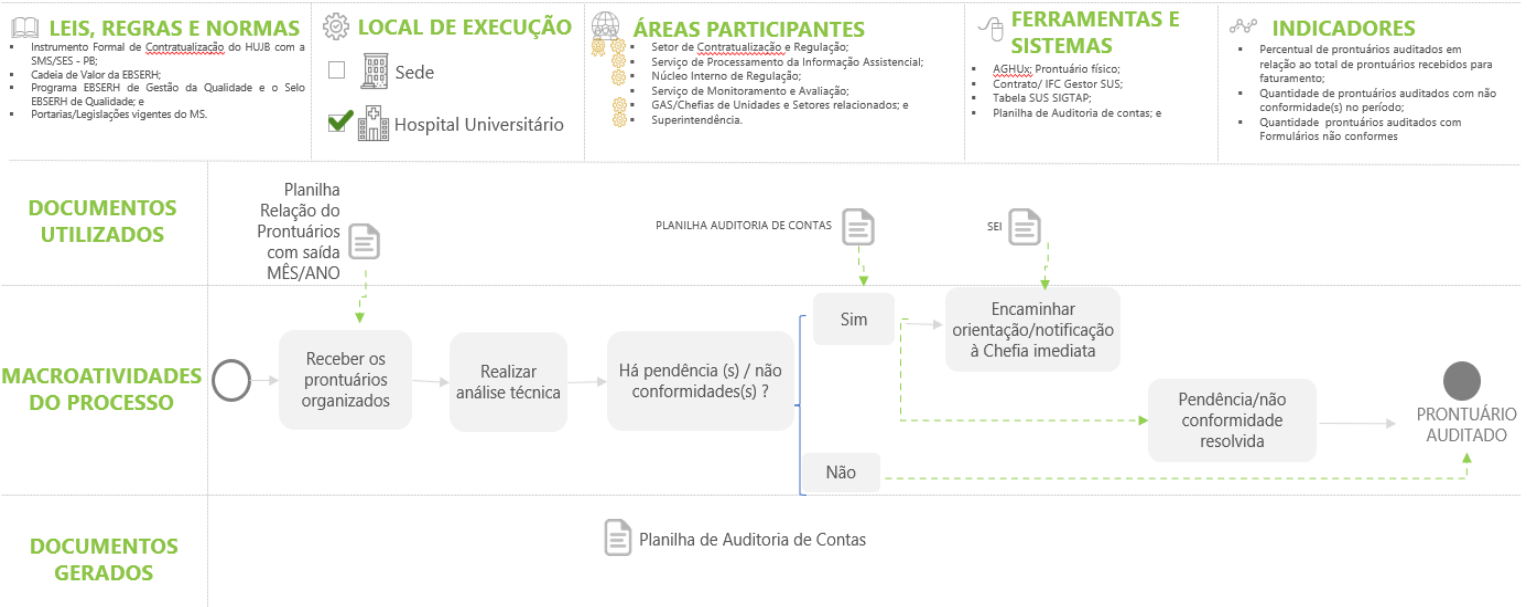 LEIS, REGRAS E NORMAS
▪ Instrumento Formal de Contratualização do HUJB com a
SMS/SES - PB;
▪ Cadeia de Valor da EBSERH;
▪ Programa EBSERH de Gestão da Qualidade e o Selo
EBSERH de Qualidade; e
▪ Portarias/Legislações vigentes do MS.
LOCAL DE EXECUÇÃO
Sede
Hospital Universitário
ÁREAS PARTICIPANTES
▪ Setor de Contratualização e Regulação;
▪ Serviço de Processamento da Informação Assistencial;
▪ Núcleo Interno de Regulação;
▪ Serviço de Monitoramento e Avaliação;
▪ GAS/Chefias de Unidades e Setores relacionados; e
▪ Superintendência.
FERRAMENTAS E
SISTEMAS
▪ AGHUx; Prontuário físico;
▪ Contrato/ IFC Gestor SUS;
▪ Tabela SUS SIGTAP;
▪ Planilha de Auditoria de contas; e
INDICADORES
▪ Percentual de prontuários auditados em
relação ao total de prontuários recebidos para
faturamento;
▪ Quantidade de prontuários auditados com não
conformidade(s) no período;
▪ Quantidade prontuários auditados com
Formulários não conformes
DOCUMENTOS
UTILIZADOS
Planilha
Relação do
Prontuários
com saída
MÊS/ANO
PLANILHA AUDITORIA DE CONTAS
SEI
MACROATIVIDADES
DO PROCESSO
Receber os
prontuários
organizados
Realizar
análise técnica
Há pendência (s) / não
conformidades(s) ?
Sim
Encaminhar
orientação/notificação
à Chefia imediata
Não
Pendência/não
conformidade
resolvida
PRONTUÁRIO
AUDITADO
DOCUMENTOS
GERADOS
Planilha de Auditoria de Contas